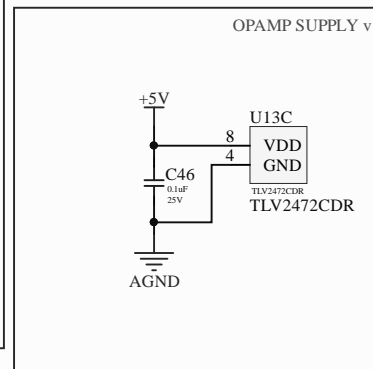 OPAMP SUPPLY v
+5V
U13C
8 VDD
4 GND
C46
0.1uF
25V
TLV2472CDR
TLV2472CDR
AGND